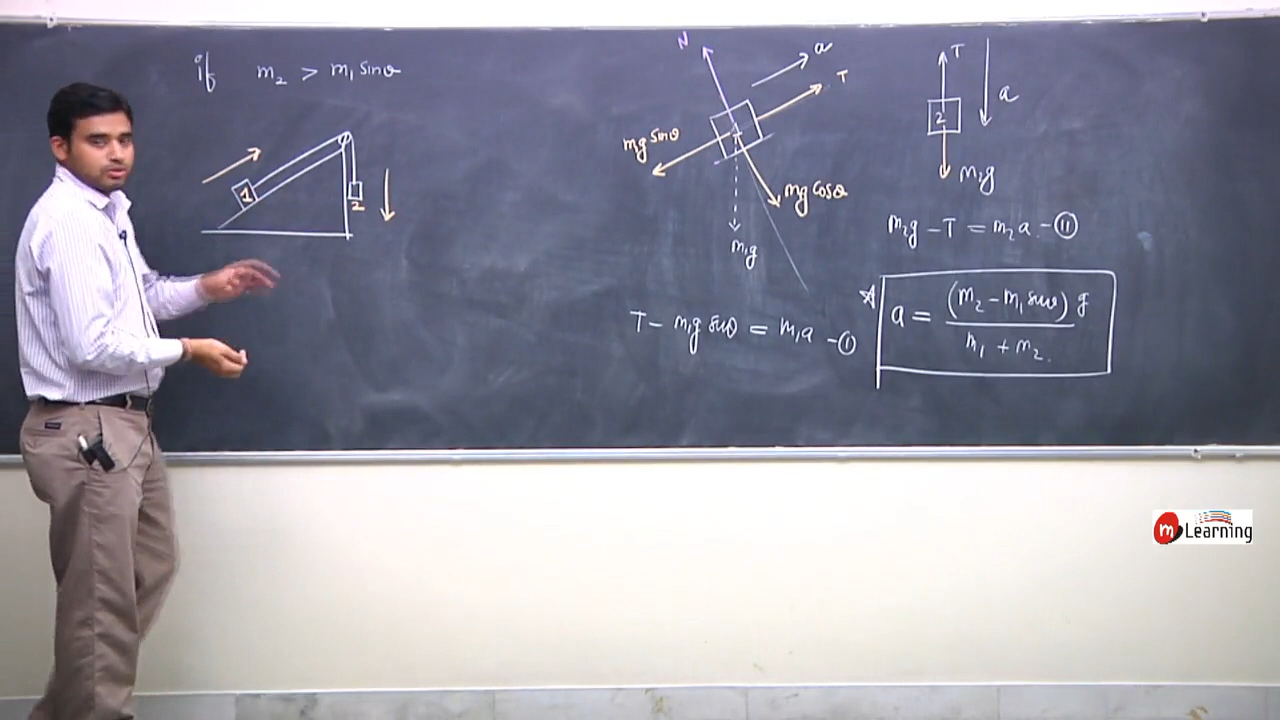 if m₂ > m₁ sinθ
1
2
N
a
T
mg sinθ
mg cosθ
m₁g
T
2
a
m₂g
m₂g - T = m₂a - II
T - m₁g sinθ = m₁a - I
a = (m₂ - m₁ sinθ) g / m₁ + m₂
m Learning